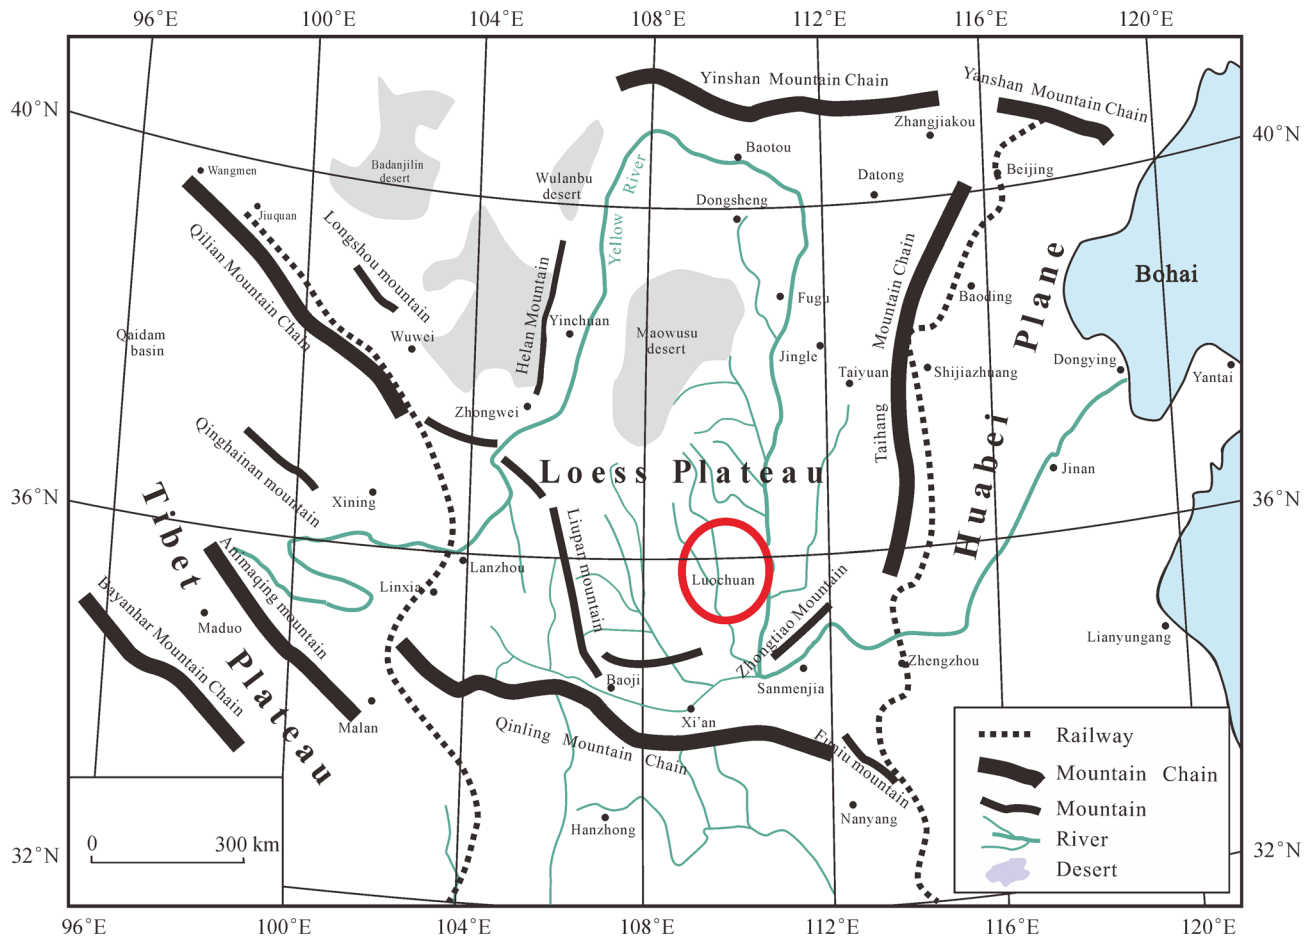 96°E
100°E
104°E
108°E
112°E
116°E
120°E
40°N
40°N
Yinshan Mountain Chain
Yanshan Mountain Chain
Zhangjiakou
Baotou
Beijing
Wangmen
Badanjilin
desert
Wulanbu
desert
Yellow River
Datong
Dongsheng
Jiuquan
Longshou mountain
Qilian Mountain Chain
Helan Mountain
Mountain Chain
Taihang
Bohai
Baoding
Fugu
Huabei Plane
Qaidam
basin
Wuwei
Yinchuan
Maowusu
desert
Jingle
Taiyuan
Shijiazhuang
Dongying
Yantai
Zhongwei
Qinghainan mountain
Loess Plateau
Jinan
36°N
36°N
Xining
Tibet Plateau
Animaqing mountain
Liupan mountain
Lanzhou
Linxia
Luochuan
Zhongtiao Mountain
Bayanhar Mountain Chain
Maduo
Lianyungang
Zhengzhou
Baoji
Sanmenjia
Malan
Xi'an
Qinling Mountain Chain
Funiu mountain
Hanzhong
Nanyang
Railway
Mountain Chain
Mountain
River
Desert
0
300 km
32°N
32°N
96°E
100°E
104°E
108°E
112°E
116°E
120°E